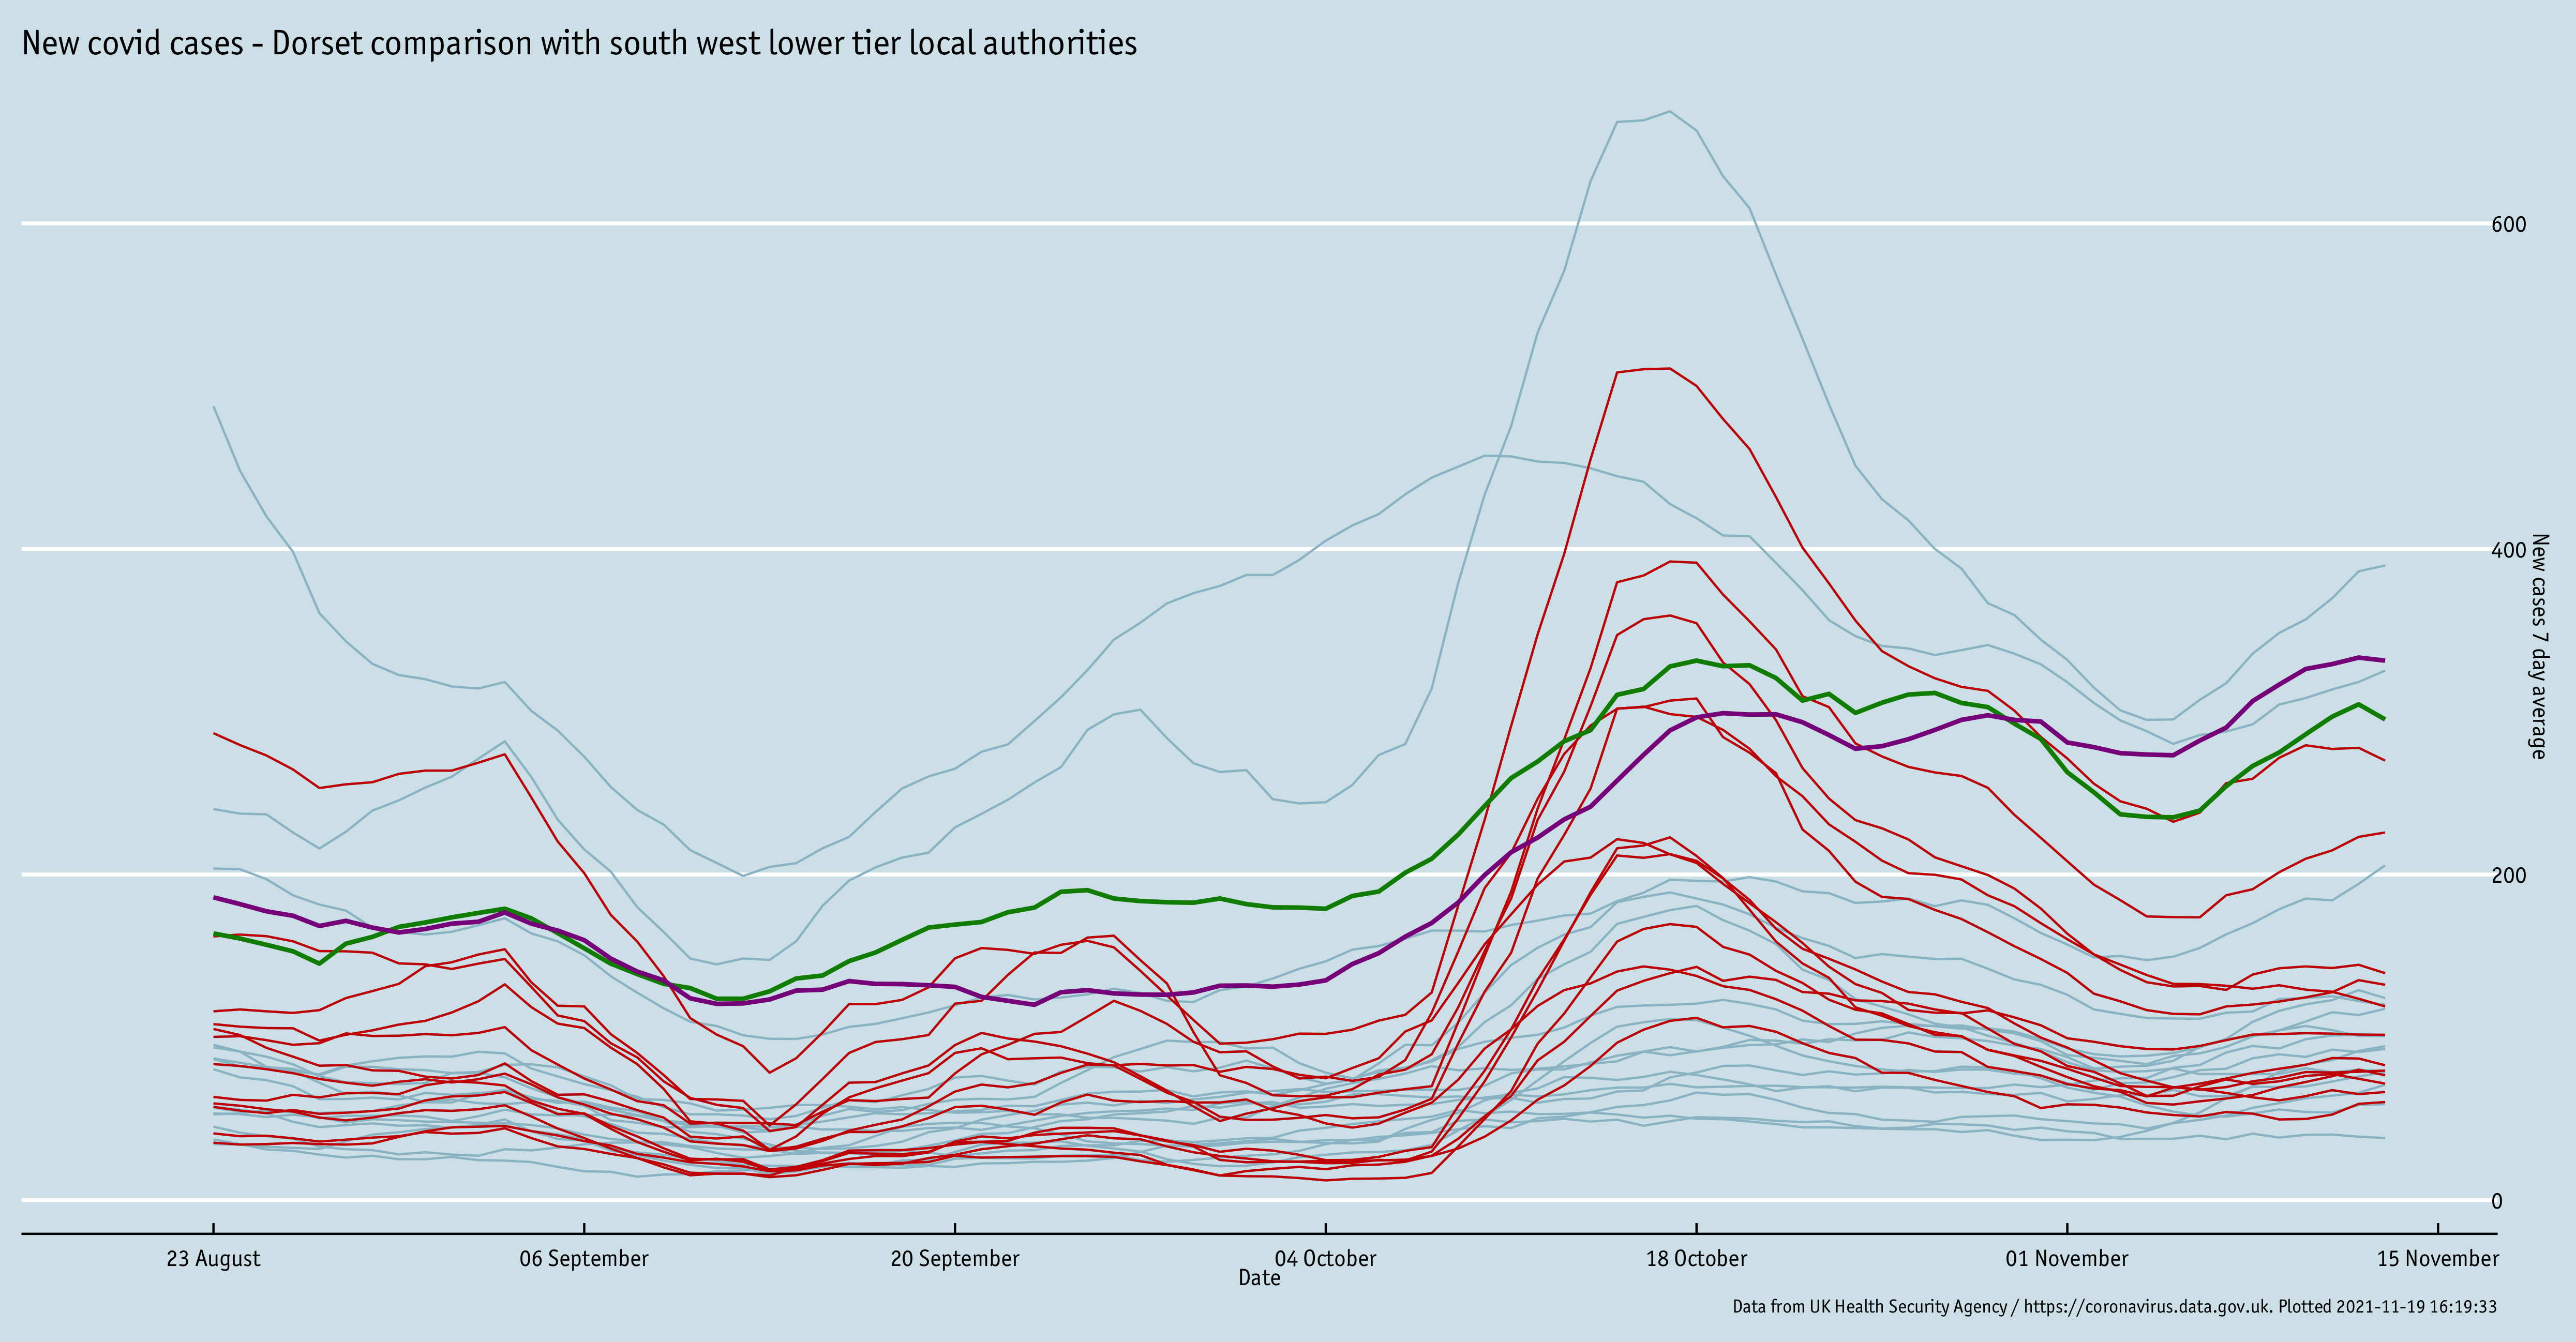 New covid cases - Dorset comparison with south west lower tier local authorities
600
400
New cases 7 day average
200
0
23 August
06 September
20 September
04 October
18 October
01 November
15 November
Date
Data from UK Health Security Agency / https://coronavirus.data.gov.uk. Plotted 2021-11-19 16:19:33